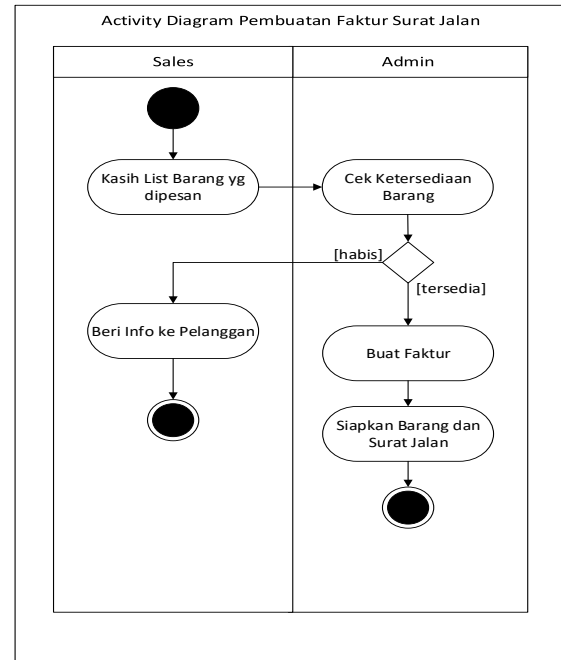 Activity Diagram Pembuatan Faktur Surat Jalan
Sales
Admin
Kasih List Barang yg
dipesan
Cek Ketersediaan
Barang
[habis]
[tersedia]
Beri Info ke Pelanggan
Buat Faktur
Siapkan Barang dan
Surat Jalan